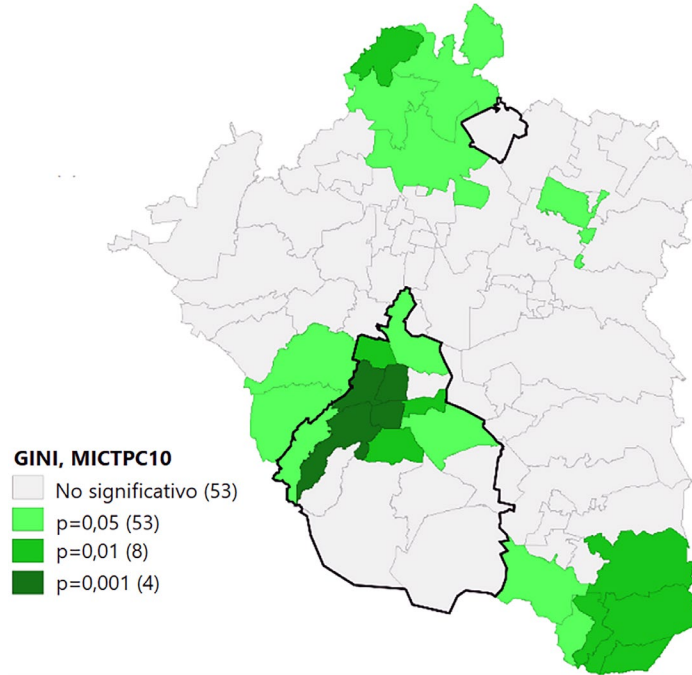 GINI, MICTPC10
No significativo (53)
p=0,05 (53)
p=0,01 (8)
p=0,001 (4)